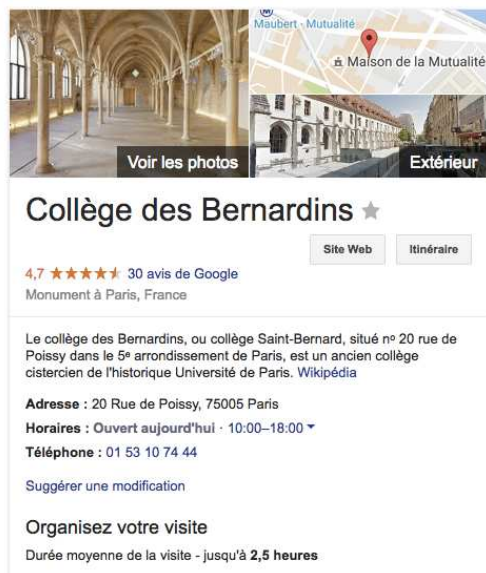 Maubert - Mutualité
Maison de la Mutualité
Voir les photos
Extérieur
Collège des Bernardins
Site Web
Itinéraire
4,7 30 avis de Google
Monument à Paris, France
Le collège des Bernardins, ou collège Saint-Bernard, situé nº 20 rue de
Poissy dans le 5ᵉ arrondissement de Paris, est un ancien collège
cistercien de l'historique Université de Paris. Wikipédia
Adresse : 20 Rue de Poissy, 75005 Paris
Horaires : Ouvert aujourd'hui · 10:00–18:00
Téléphone : 01 53 10 74 44
Suggérer une modification
Organisez votre visite
Durée moyenne de la visite - jusqu'à 2,5 heures